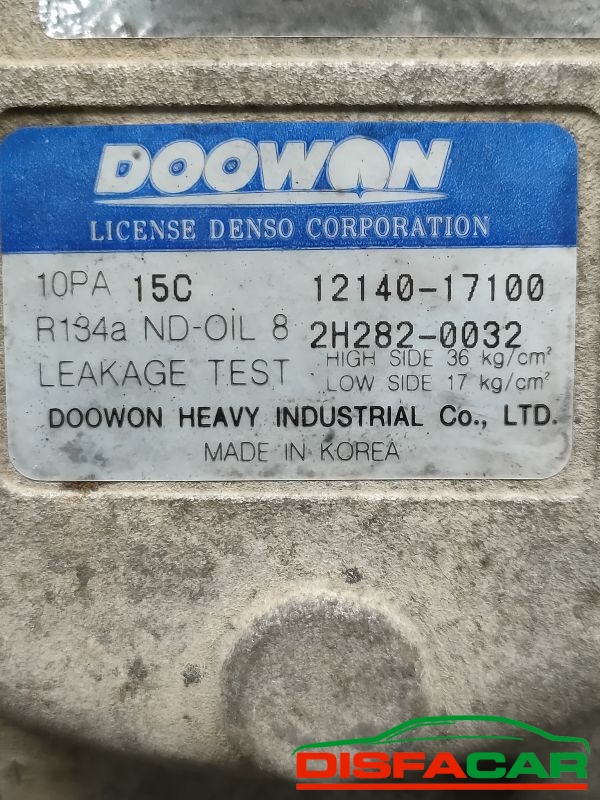 DOOWON
LICENSE DENSO CORPORATION
10PA 15C 12140-17100
R134a ND-OIL 8 2H282-0032
LEAKAGE TEST HIGH SIDE 36 kg/cm²
LOW SIDE 17 kg/cm²
DOOWON HEAVY INDUSTRIAL Co., LTD.
MADE IN KOREA
DISFACAR